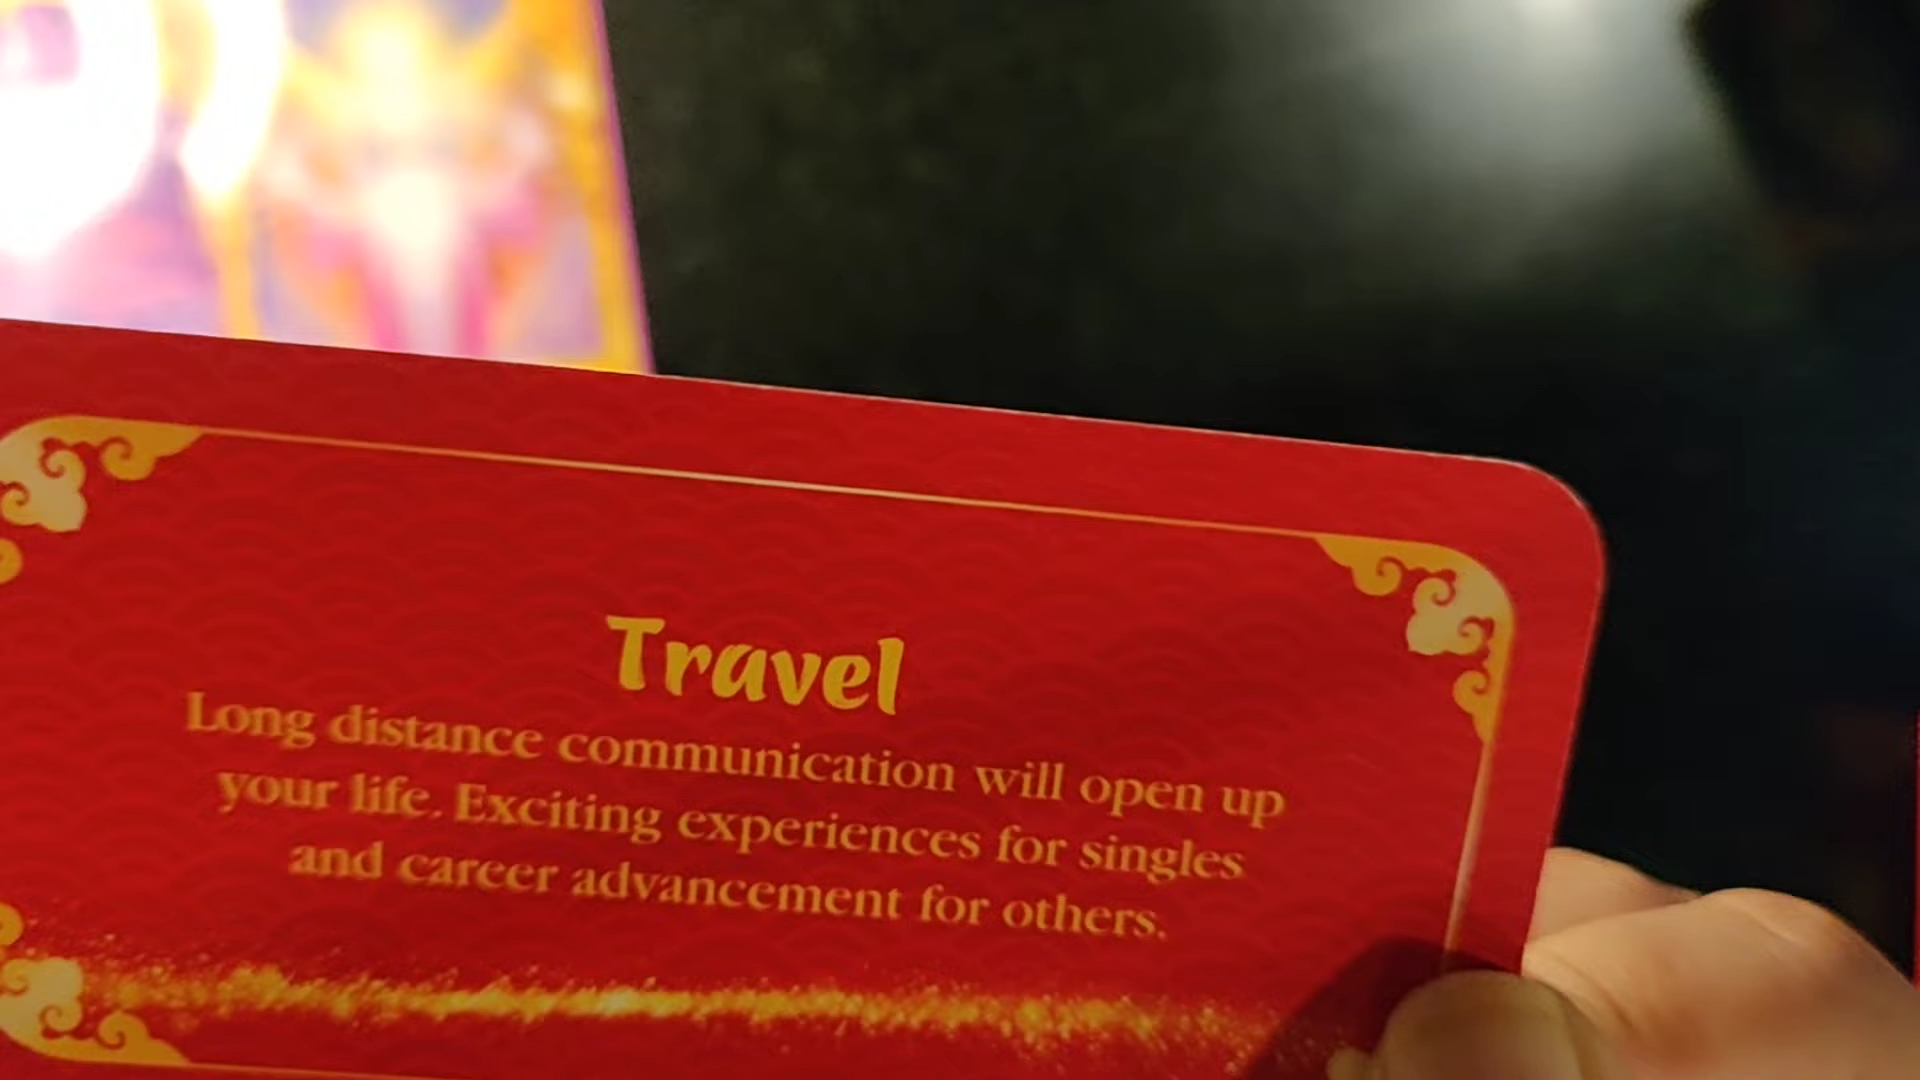 Travel
Long distance communication will open up
your life. Exciting experiences for singles
and career advancement for others.